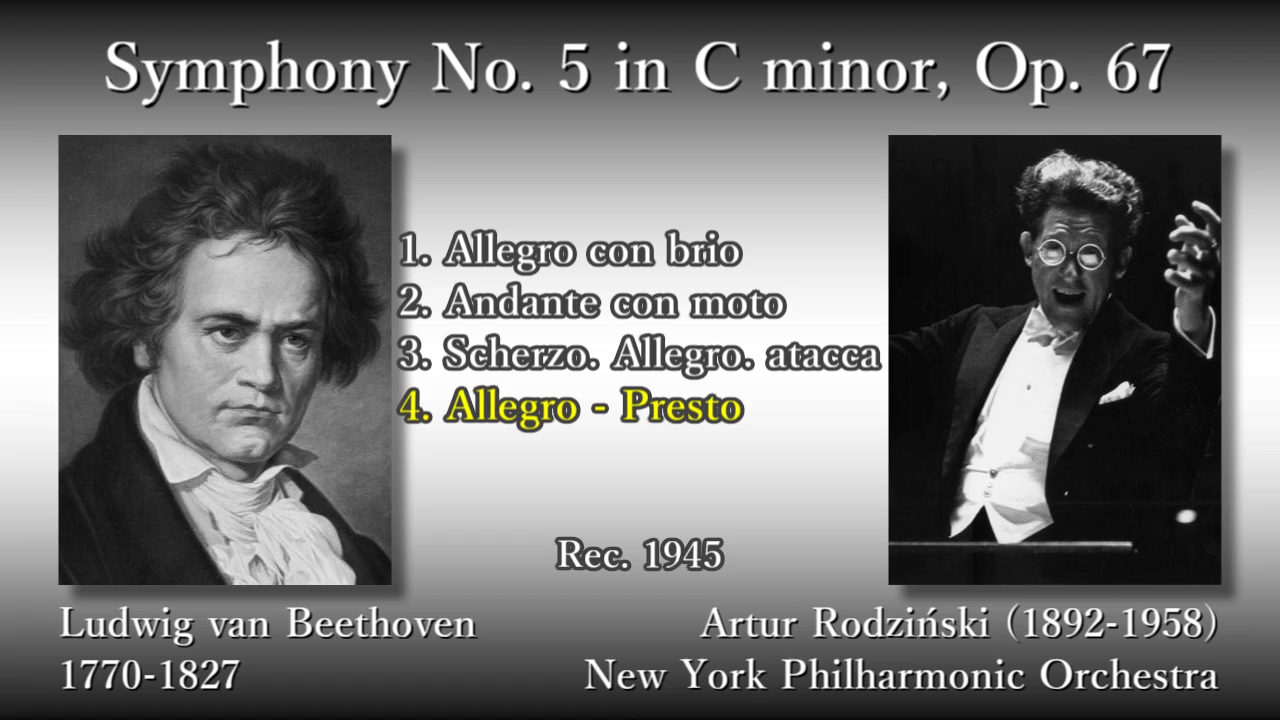 Symphony No. 5 in C minor, Op. 67
1. Allegro con brio
2. Andante con moto
3. Scherzo. Allegro. atacca
4. Allegro - Presto
Rec. 1945
Ludwig van Beethoven
1770-1827
Artur Rodziński (1892-1958)
New York Philharmonic Orchestra